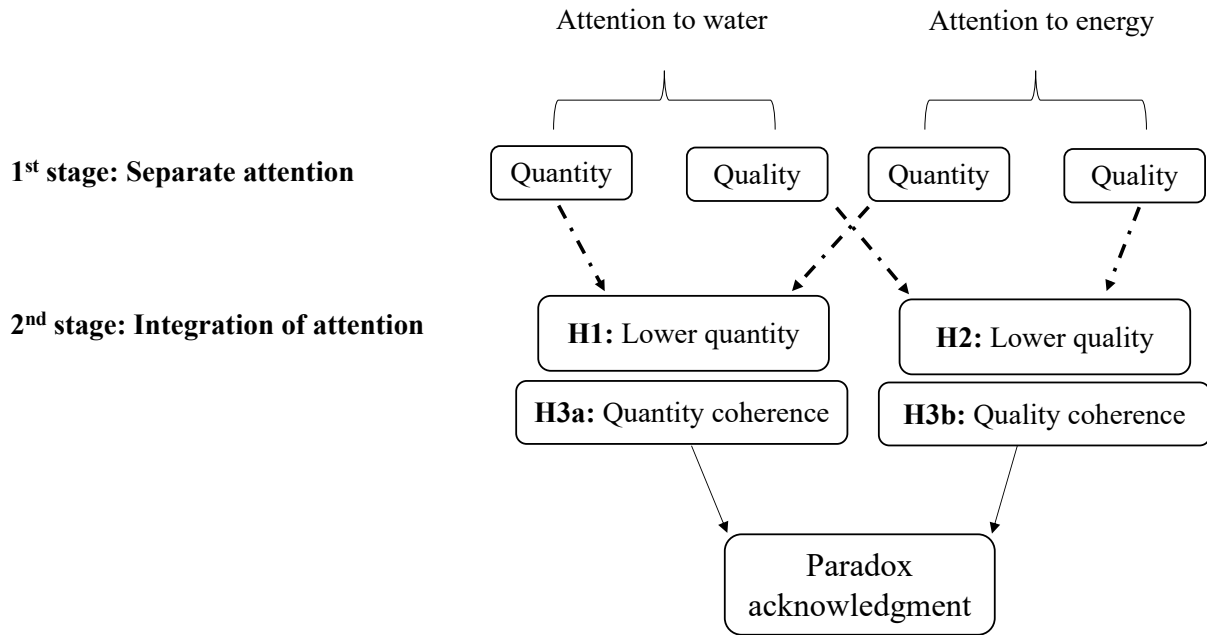 Attention to water
Attention to energy
1st stage: Separate attention
Quantity
Quality
Quantity
Quality
2nd stage: Integration of attention
H1: Lower quantity
H2: Lower quality
H3a: Quantity coherence
H3b: Quality coherence
Paradox
acknowledgment